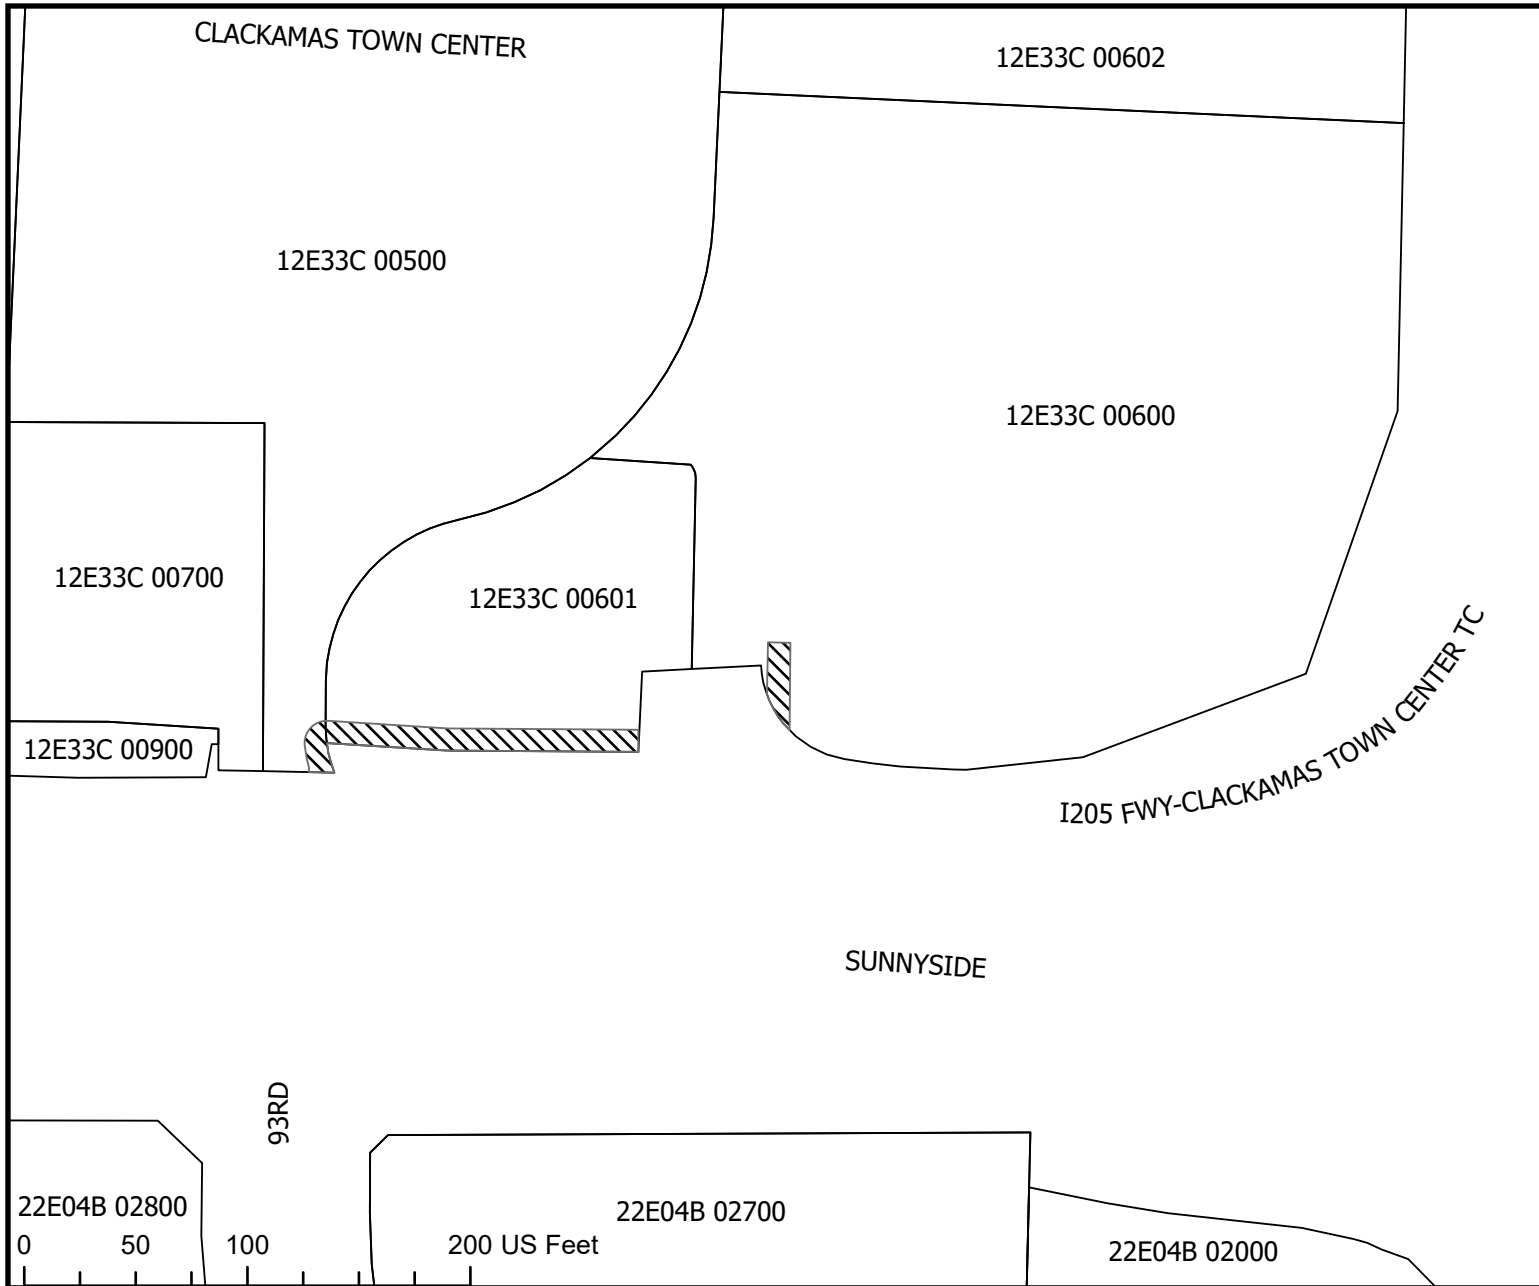 CLACKAMAS TOWN CENTER
12E33C 00602
12E33C 00500
12E33C 00600
12E33C 00700
12E33C 00601
12E33C 00900
I205 FWY-CLACKAMAS TOWN CENTER TC
SUNNYSIDE
93RD
22E04B 02800
22E04B 02700
22E04B 02000
0 50 100 200 US Feet